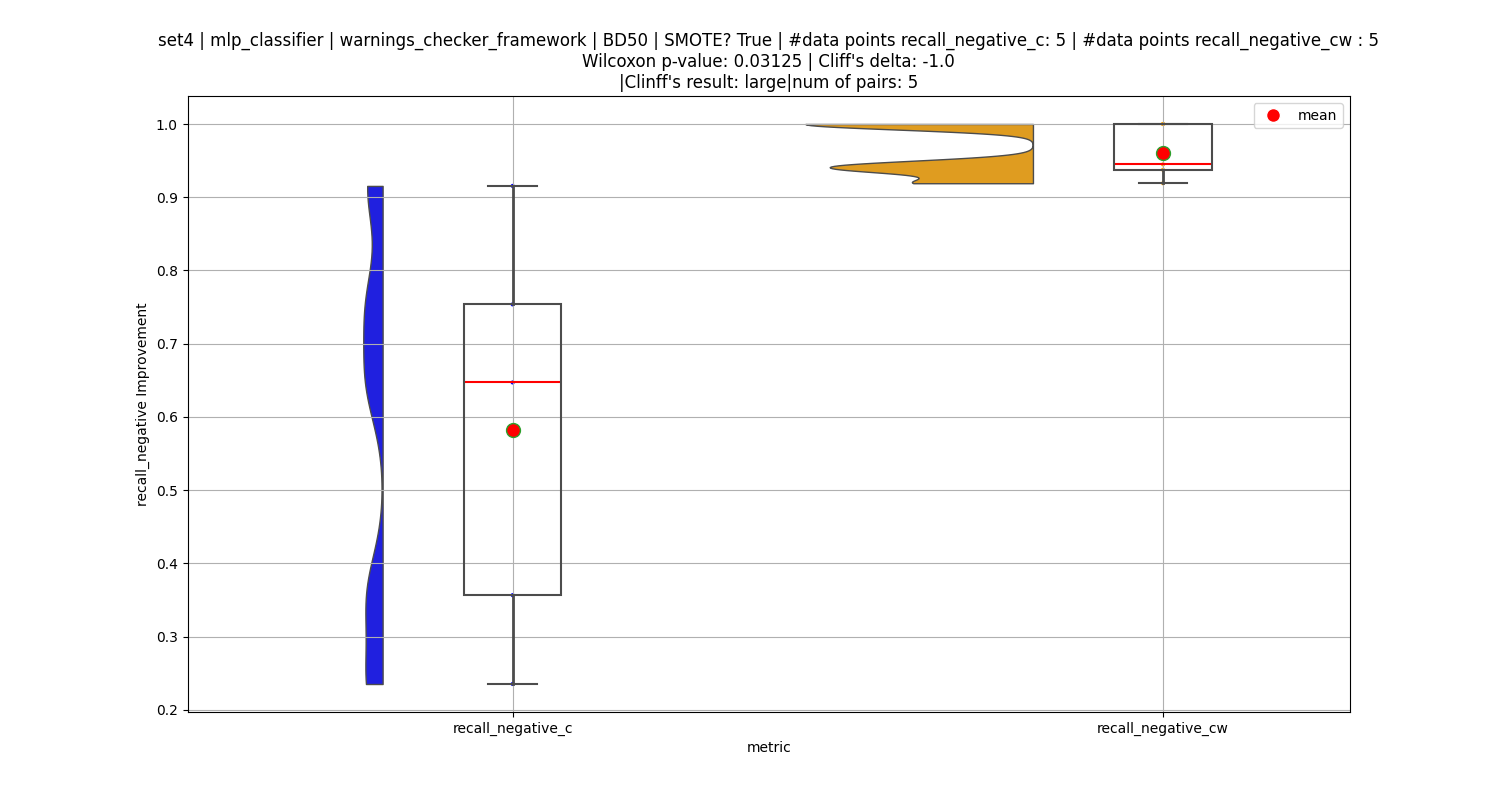 set4 | mlp_classifier | warnings_checker_framework | BD50 | SMOTE? True | #data points recall_negative_c: 5 | #data points recall_negative_cw : 5
Wilcoxon p-value: 0.03125 | Cliff's delta: -1.0
|Clinff's result: large|num of pairs: 5
mean
1.0
0.9
0.8
0.7
0.6
0.5
0.4
0.3
0.2
recall_negative Improvement
recall_negative_c
recall_negative_cw
metric